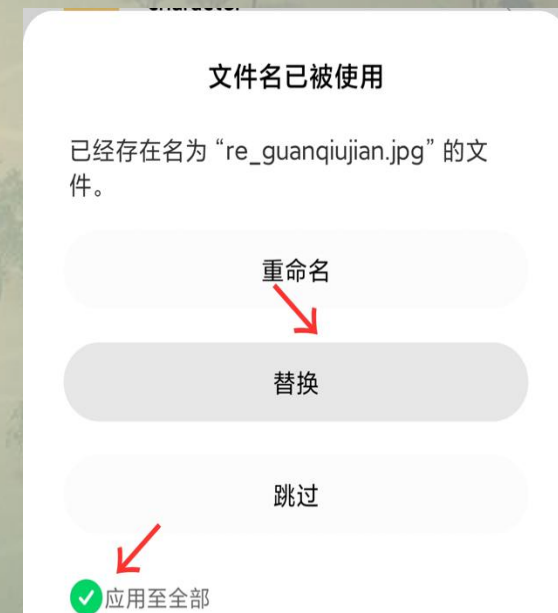 character
文件名已被使用
已经存在名为 “re_guanqiujian.jpg” 的文
件。
重命名
替换
跳过
应用至全部